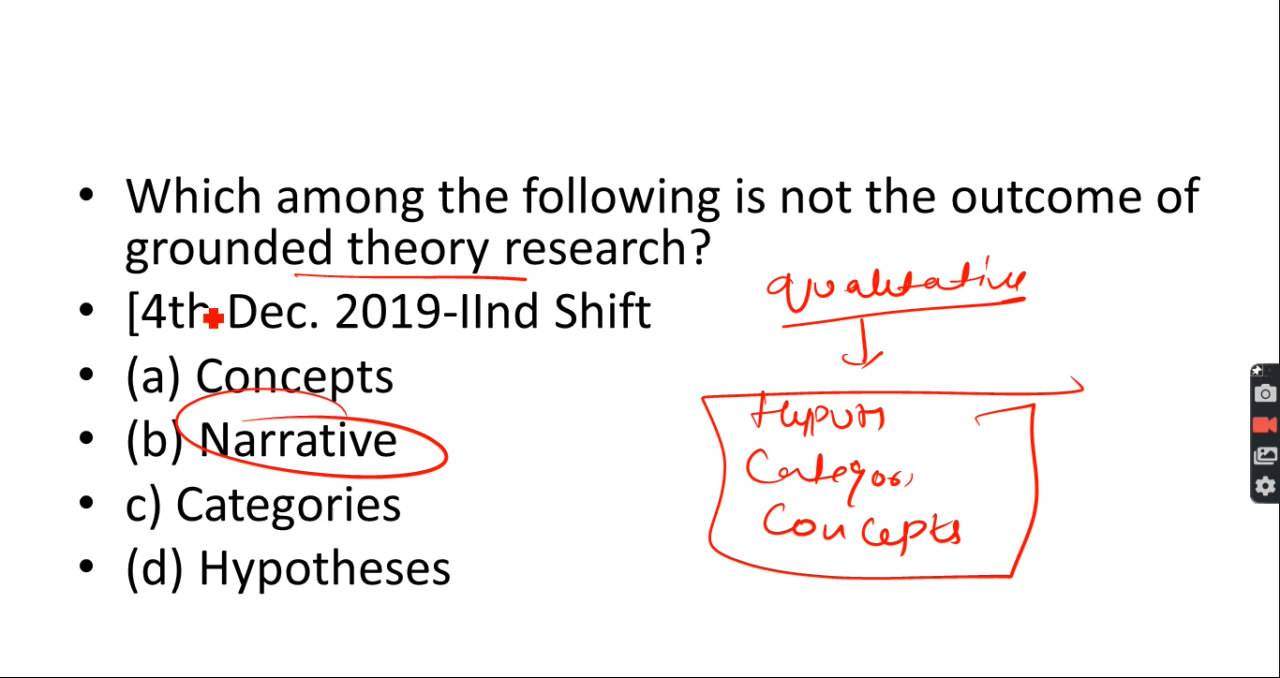 • Which among the following is not the outcome of
grounded theory research?
• [4th Dec. 2019-IInd Shift
• (a) Concepts
• (b) Narrative
• c) Categories
• (d) Hypotheses
qualitative
Concepts